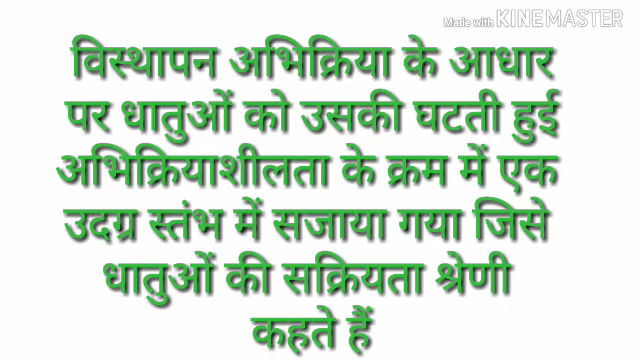 Made with KINEMASTER
विस्थापन अभिक्रिया के आधार
पर धातुओं को उसकी घटती हुई
अभिक्रियाशीलता के क्रम में एक
उदग्र स्तंभ में सजाया गया जिसे
धातुओं की सक्रियता श्रेणी
कहते हैं